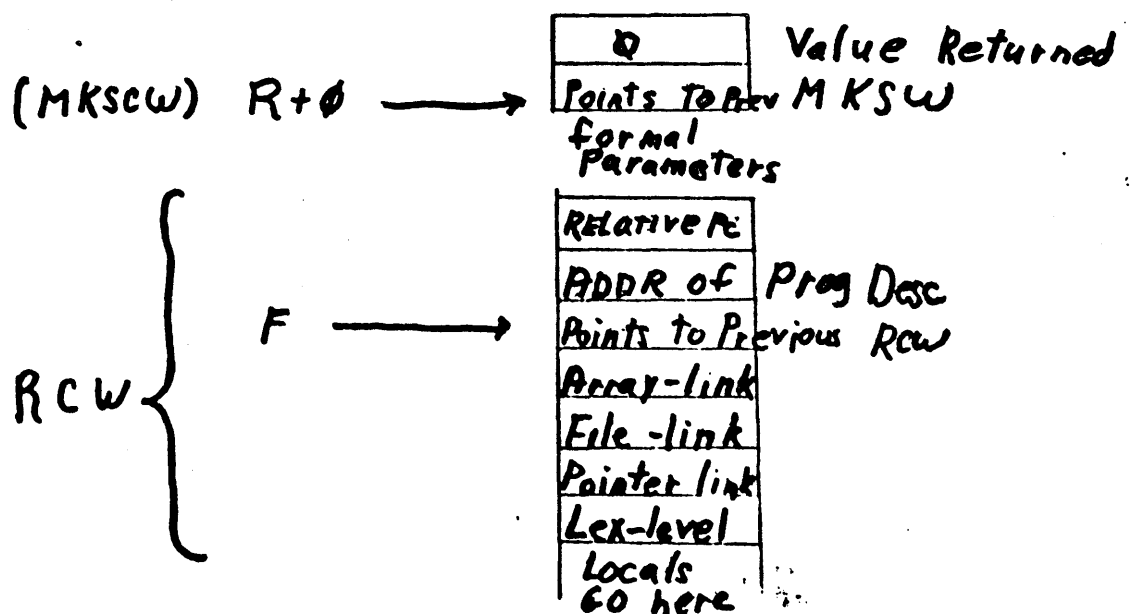 Ø Value Returned
(MKSCW) R+Ø Points To Prev MKSW
formal
Parameters
RELative Pc
ADDR of Prog Desc
F Points to Previous RCW
RCW Array-link
File-link
Pointer link
Lex-level
Locals
GO here